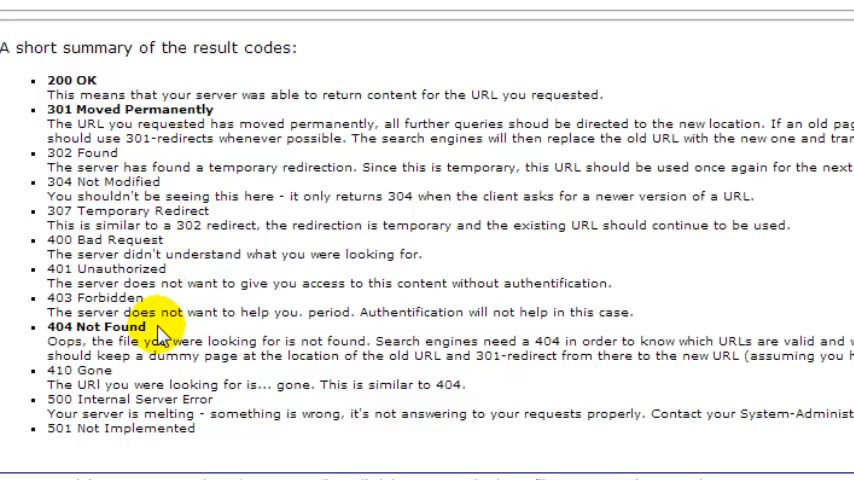 A short summary of the result codes:
200 OK
This means that your server was able to return content for the URL you requested.
301 Moved Permanently
The URL you requested has moved permanently, all further queries shoud be directed to the new location. If an old pag
should use 301-redirects whenever possible. The search engines will then replace the old URL with the new one and tran
302 Found
The server has found a temporary redirection. Since this is temporary, this URL should be used once again for the next
304 Not Modified
You shouldn't be seeing this here - it only returns 304 when the client asks for a newer version of a URL.
307 Temporary Redirect
This is similar to a 302 redirect, the redirection is temporary and the existing URL should continue to be used.
400 Bad Request
The server didn't understand what you were looking for.
401 Unauthorized
The server does not want to give you access to this content without authentification.
403 Forbidden
The server does not want to help you. period. Authentification will not help in this case.
404 Not Found
Oops, the file you were looking for is not found. Search engines need a 404 in order to know which URLs are valid and
should keep a dummy page at the location of the old URL and 301-redirect from there to the new URL (assuming you
410 Gone
The URl you were looking for is... gone. This is similar to 404.
500 Internal Server Error
Your server is melting - something is wrong, it's not answering to your requests properly. Contact your System-Administ
501 Not Implemented